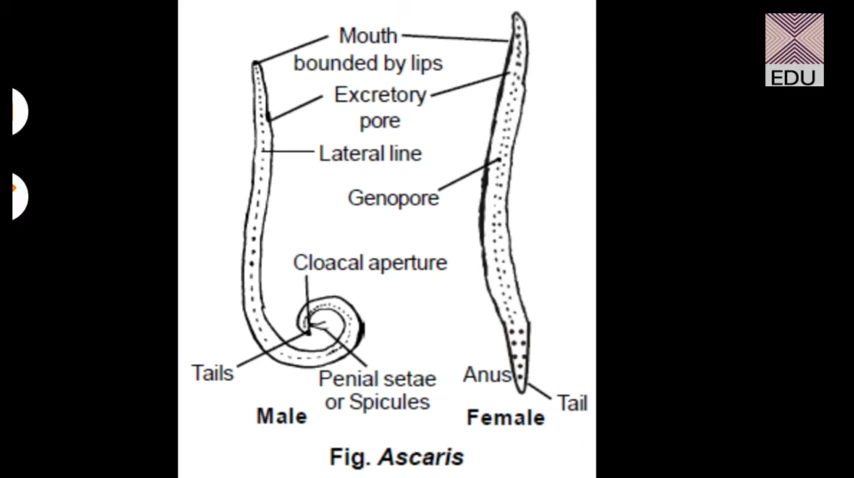 Mouth
bounded by lips
Excretory
pore
Lateral line
Genopore
Cloacal aperture
Tails
Penial setae
or Spicules
Anus
Tail
Male
Female
Fig. Ascaris
EDU